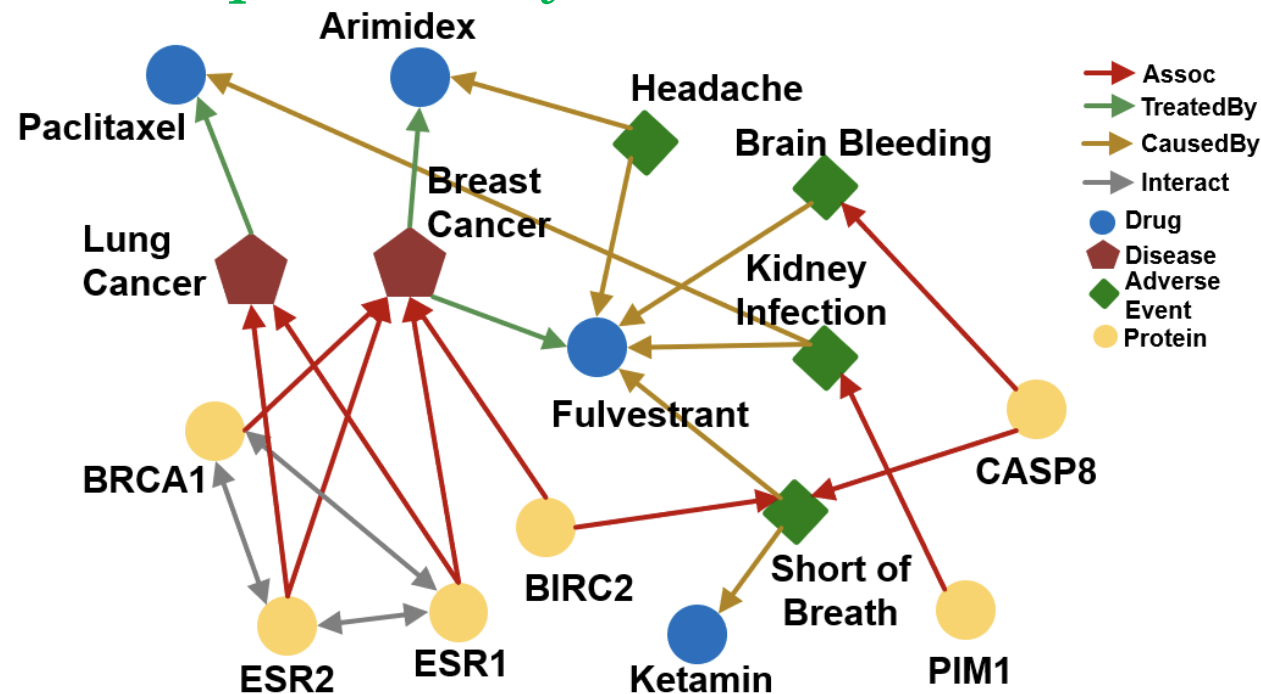 Arimidex
Paclitaxel
Headache
Brain Bleeding
Breast
Cancer
Lung
Cancer
Kidney
Infection
Fulvestrant
BRCA1
CASP8
BIRC2
Short of
Breath
ESR2
ESR1
Ketamin
PIM1
Assoc
TreatedBy
CausedBy
Interact
Drug
Disease
Adverse
Event
Protein